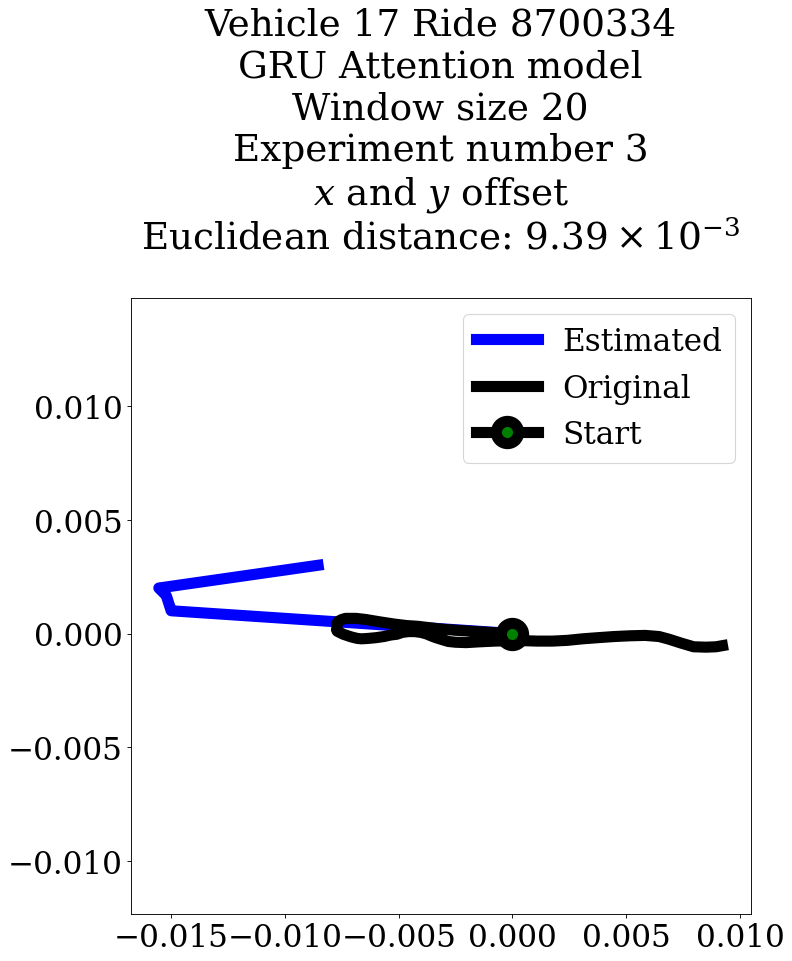 Vehicle 17 Ride 8700334
GRU Attention model
Window size 20
Experiment number 3
x and y offset
Euclidean distance: 9.39 × 10⁻³
Estimated
Original
Start
0.010
0.005
0.000
−0.005
−0.010
−0.015 −0.010 −0.005 0.000 0.005 0.010